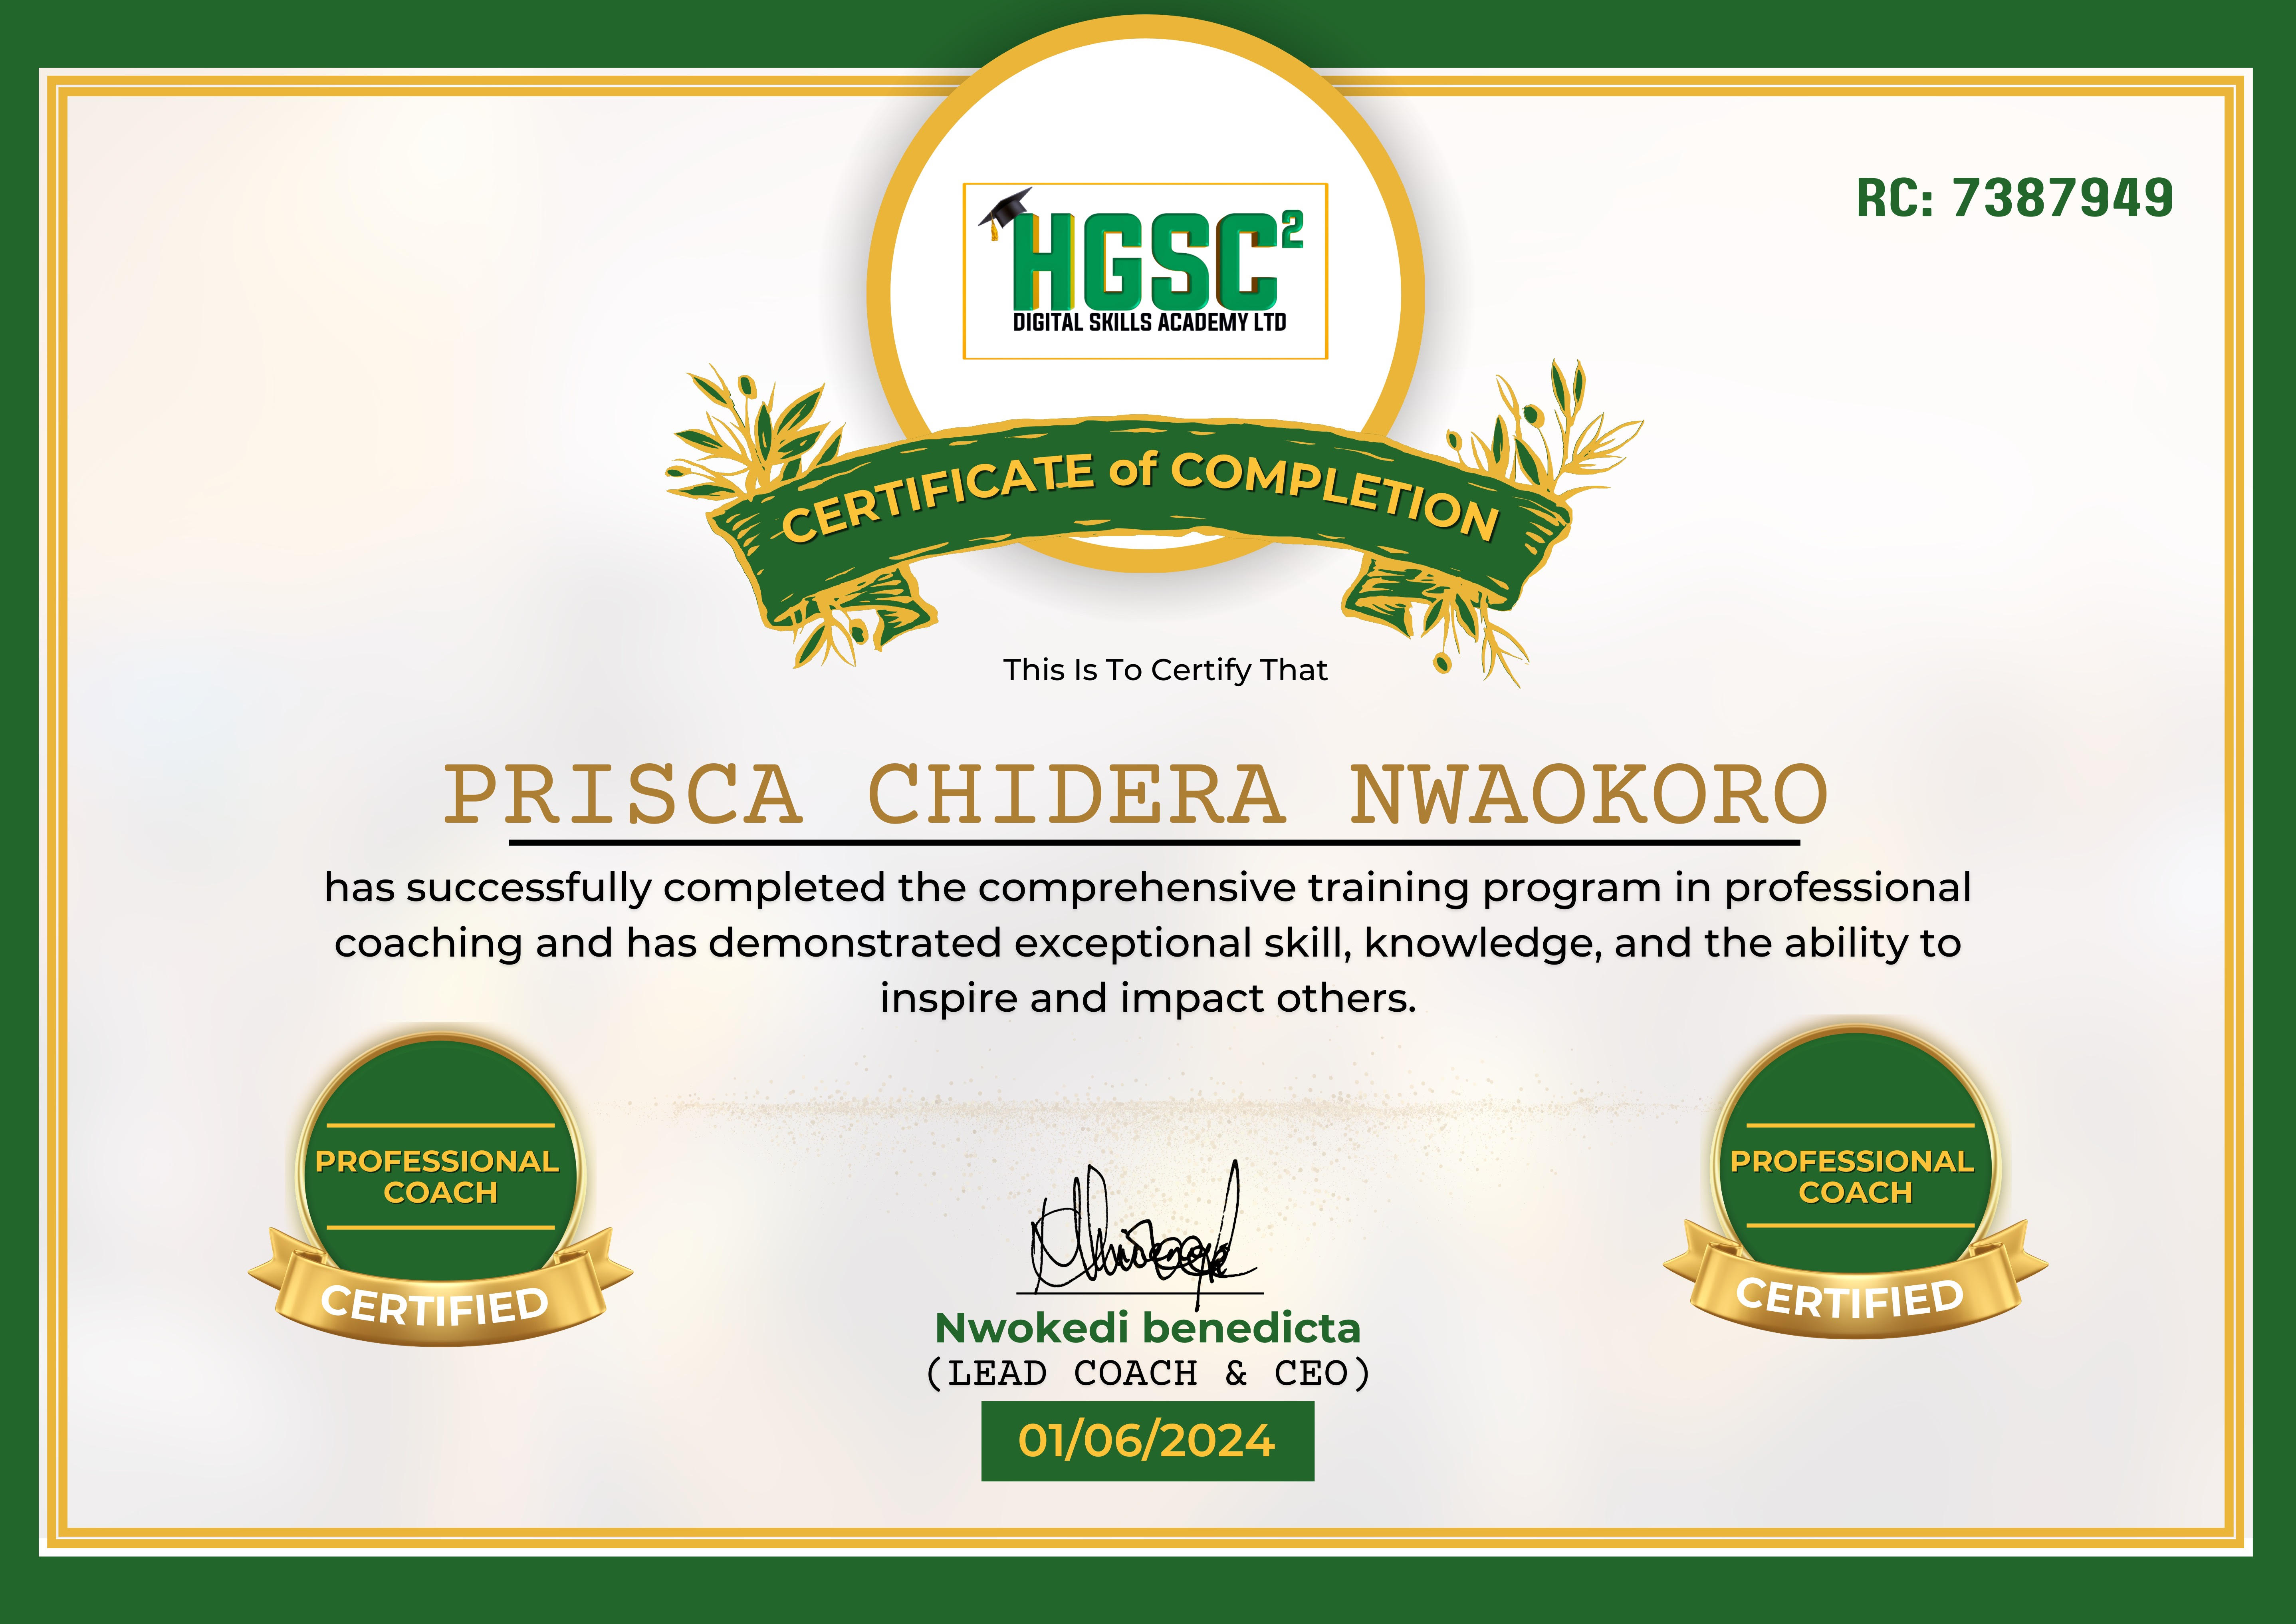 RC: 7387949
HGSC²
DIGITAL SKILLS ACADEMY LTD
CERTIFICATE of COMPLETION
This Is To Certify That
PRISCA CHIDERA NWAOKORO
has successfully completed the comprehensive training program in professional
coaching and has demonstrated exceptional skill, knowledge, and the ability to
inspire and impact others.
PROFESSIONAL
COACH
CERTIFIED
PROFESSIONAL
COACH
CERTIFIED
Nwokedi benedicta
(LEAD COACH & CEO)
01/06/2024